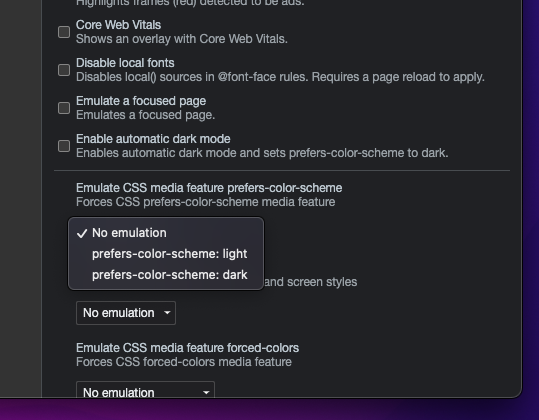 Highlights frames (red) detected to be ads.
Core Web Vitals
Shows an overlay with Core Web Vitals.
Disable local fonts
Disables local() sources in @font-face rules. Requires a page reload to apply.
Emulate a focused page
Emulates a focused page.
Enable automatic dark mode
Enables automatic dark mode and sets prefers-color-scheme to dark.
Emulate CSS media feature prefers-color-scheme
Forces CSS prefers-color-scheme media feature
No emulation
prefers-color-scheme: light
prefers-color-scheme: dark
and screen styles
No emulation
Emulate CSS media feature forced-colors
Forces CSS forced-colors media feature
No emulation